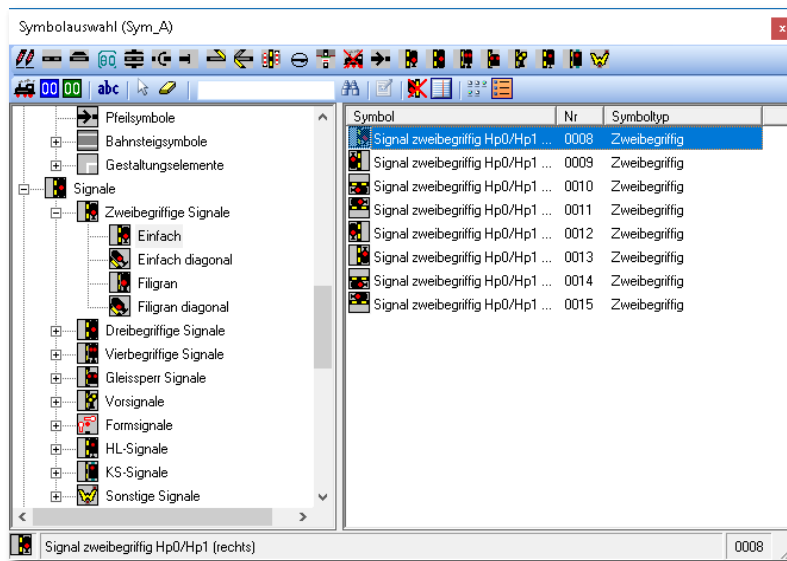 Symbolauswahl (Sym_A)
x
00 00 abc
Pfeilsymbole
Bahnsteigsymbole
Gestaltungselemente
Signale
Zweibegriffige Signale
Einfach
Einfach diagonal
Filigran
Filigran diagonal
Dreibegriffige Signale
Vierbegriffige Signale
Gleissperr Signale
Vorsignale
Formsignale
HL-Signale
KS-Signale
Sonstige Signale
Symbol Nr Symboltyp
Signal zweibegriffig Hp0/Hp1 ... 0008 Zweibegriffig
Signal zweibegriffig Hp0/Hp1 ... 0009 Zweibegriffig
Signal zweibegriffig Hp0/Hp1 ... 0010 Zweibegriffig
Signal zweibegriffig Hp0/Hp1 ... 0011 Zweibegriffig
Signal zweibegriffig Hp0/Hp1 ... 0012 Zweibegriffig
Signal zweibegriffig Hp0/Hp1 ... 0013 Zweibegriffig
Signal zweibegriffig Hp0/Hp1 ... 0014 Zweibegriffig
Signal zweibegriffig Hp0/Hp1 ... 0015 Zweibegriffig
Signal zweibegriffig Hp0/Hp1 (rechts) 0008